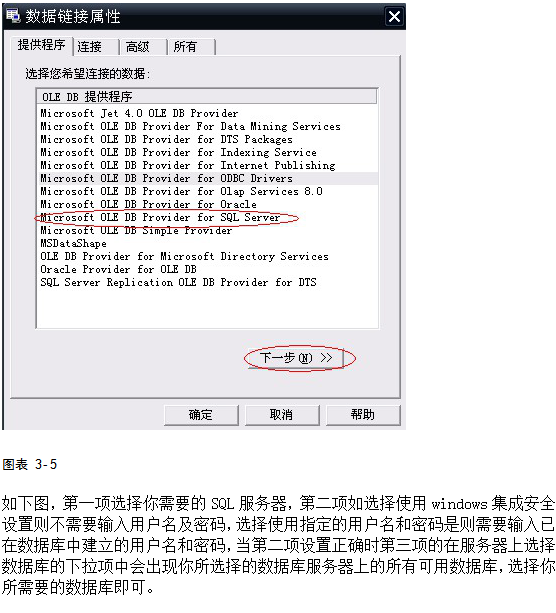 数据链接属性
提供程序 连接 高级 所有
选择您希望连接的数据:
OLE DB 提供程序
Microsoft Jet 4.0 OLE DB Provider
Microsoft OLE DB Provider For Data Mining Services
Microsoft OLE DB Provider for DTS Packages
Microsoft OLE DB Provider for Indexing Service
Microsoft OLE DB Provider for Internet Publishing
Microsoft OLE DB Provider for ODBC Drivers
Microsoft OLE DB Provider for Olap Services 8.0
Microsoft OLE DB Provider for Oracle
Microsoft OLE DB Provider for SQL Server
Microsoft OLE DB Simple Provider
MSDataShape
OLE DB Provider for Microsoft Directory Services
Oracle Provider for OLE DB
SQL Server Replication OLE DB Provider for DTS
下一步(N) >>
确定 取消 帮助
图表 3-5
如下图，第一项选择你需要的 SQL 服务器，第二项如选择使用 windows 集成安全
设置则不需要输入用户名及密码，选择使用指定的用户名和密码是则需要输入已
在数据库中建立的用户名和密码，当第二项设置正确时第三项的在服务器上选择
数据库的下拉项中会出现你所选择的数据库服务器上的所有可用数据库，选择你
所需要的数据库即可。